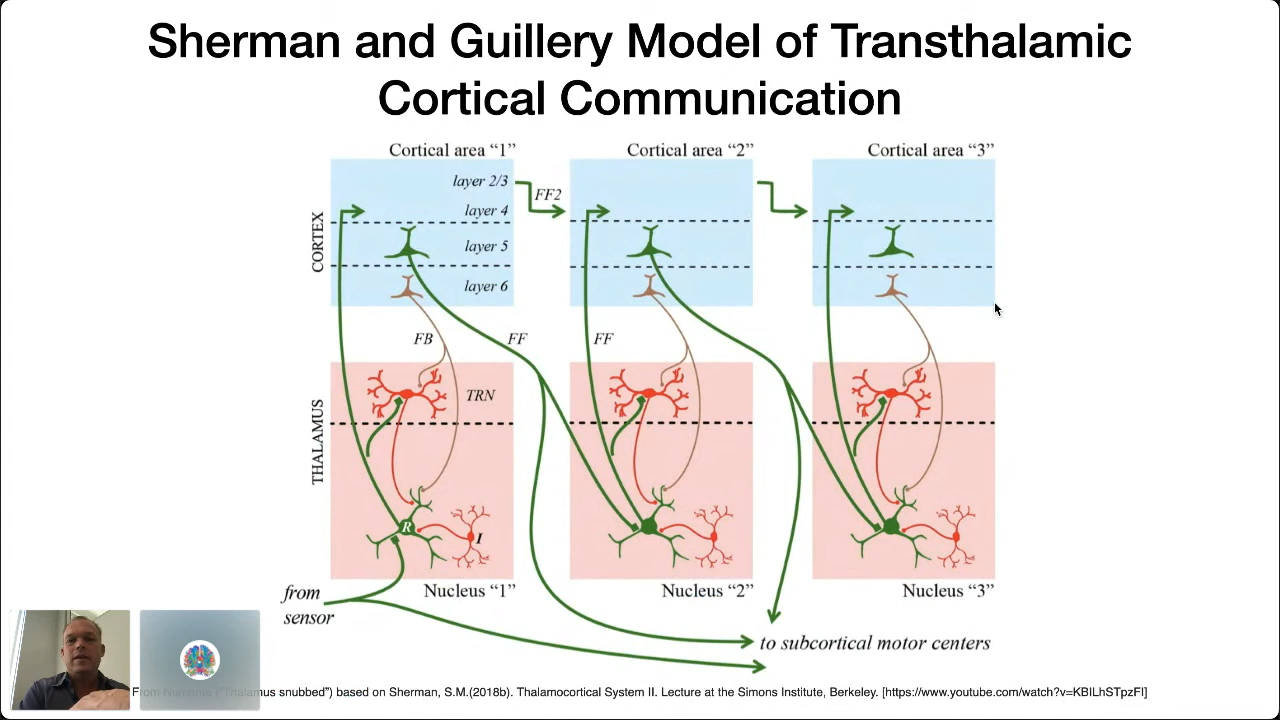 Sherman and Guillery Model of Transthalamic
Cortical Communication
Cortical area “1”
Cortical area “2”
Cortical area “3”
CORTEX
layer 2/3
FF2
layer 4
layer 5
layer 6
FB
FF
FF
THALAMUS
TRN
R
I
from
sensor
Nucleus “1”
Nucleus “2”
Nucleus “3”
to subcortical motor centers
From Numenta (“Thalamus snubbed”) based on Sherman, S.M.(2018b). Thalamocortical System II. Lecture at the Simons Institute, Berkeley. [https://www.youtube.com/watch?v=KBILhSTpzFI]